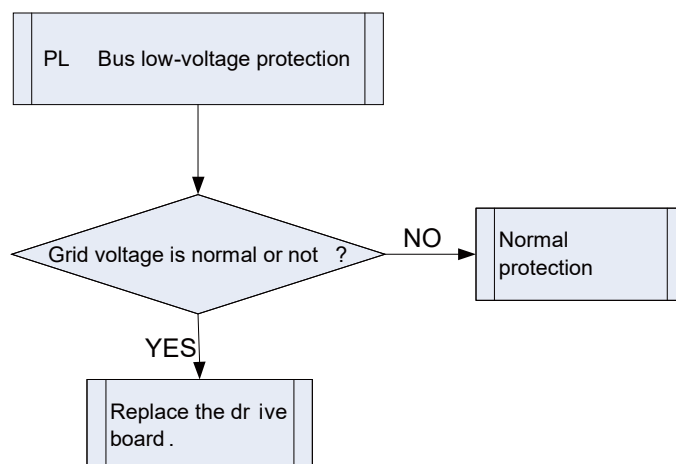 PL Bus low-voltage protection
Grid voltage is normal or not ?
NO
Normal
protection
YES
Replace the dr ive
board .